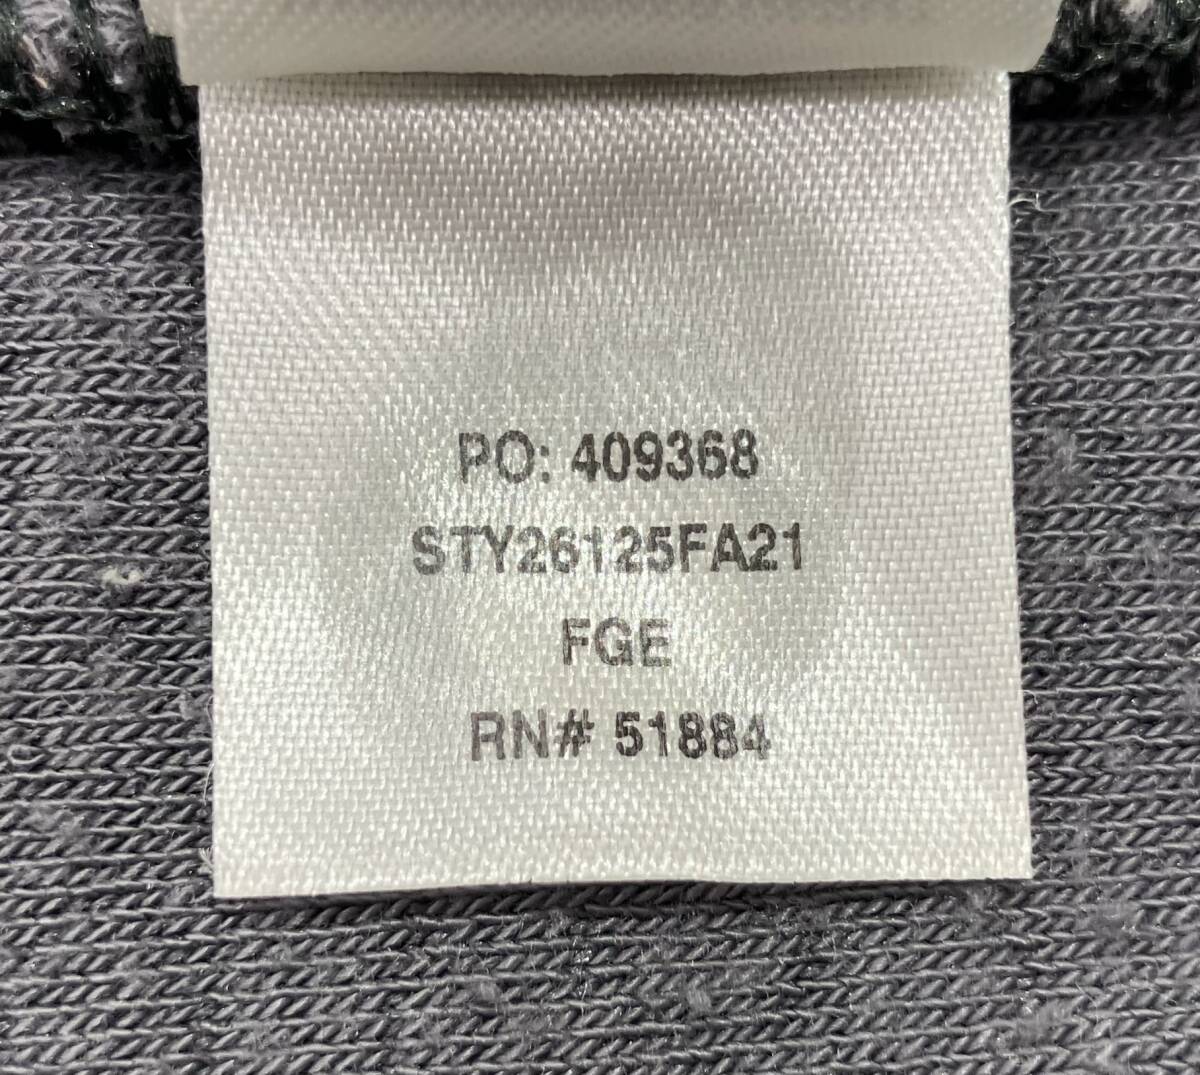 PO: 409368
STY26125FA21
FGE
RN# 51884